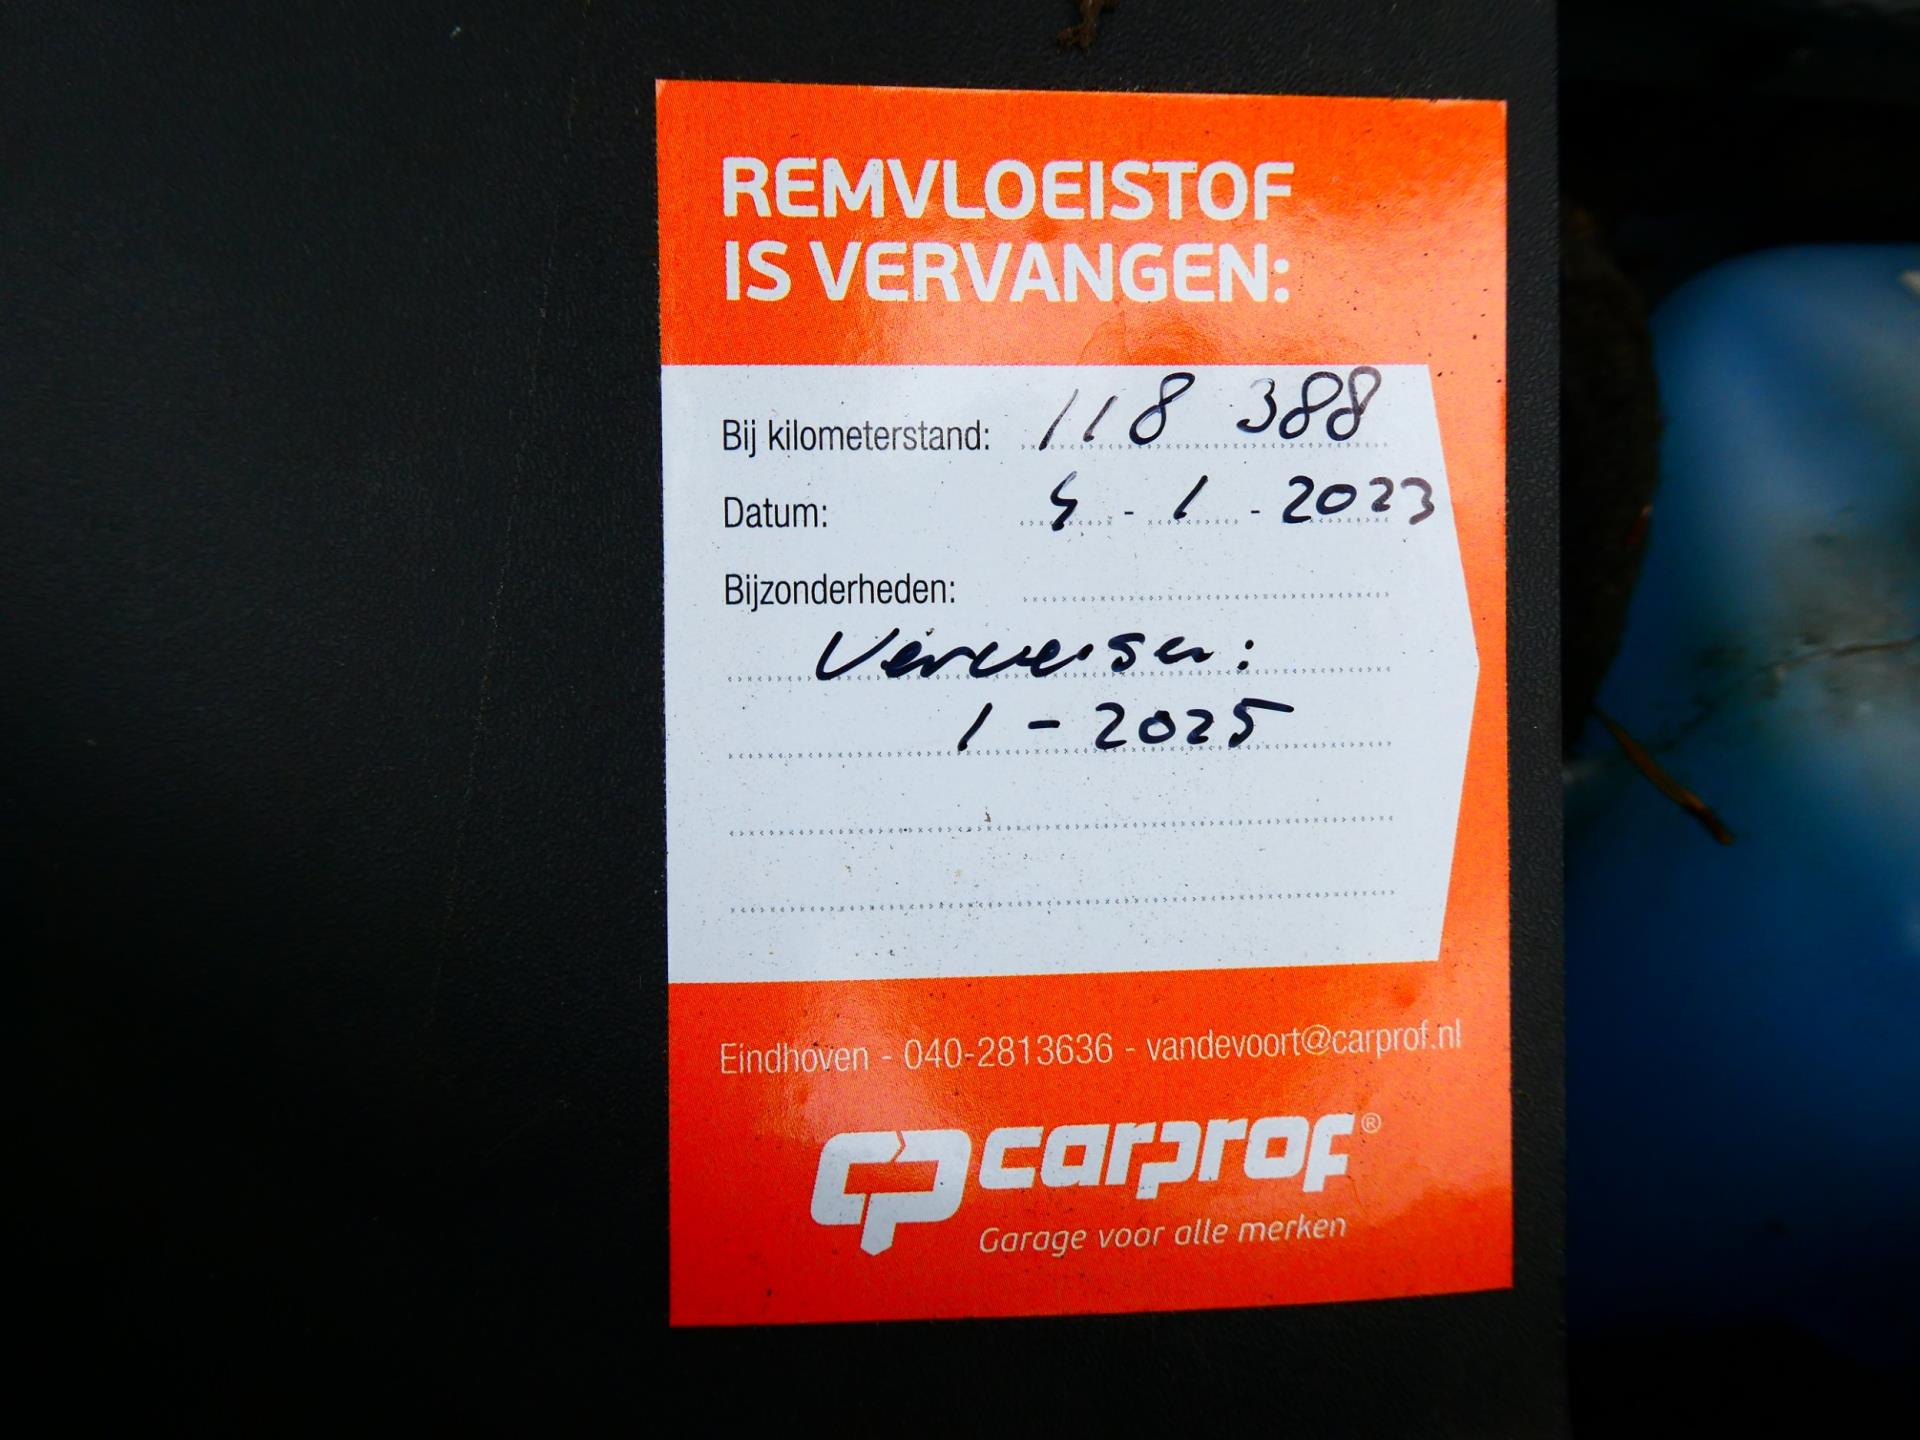 REMVLOEISTOF
IS VERVANGEN:
Bij kilometerstand: 118 388
Datum: 4 - 1 - 2023
Bijzonderheden:
Verversen:
1 - 2025
Eindhoven - 040-2813636 - vandevoort@carprof.nl
CP carprof®
Garage voor alle merken